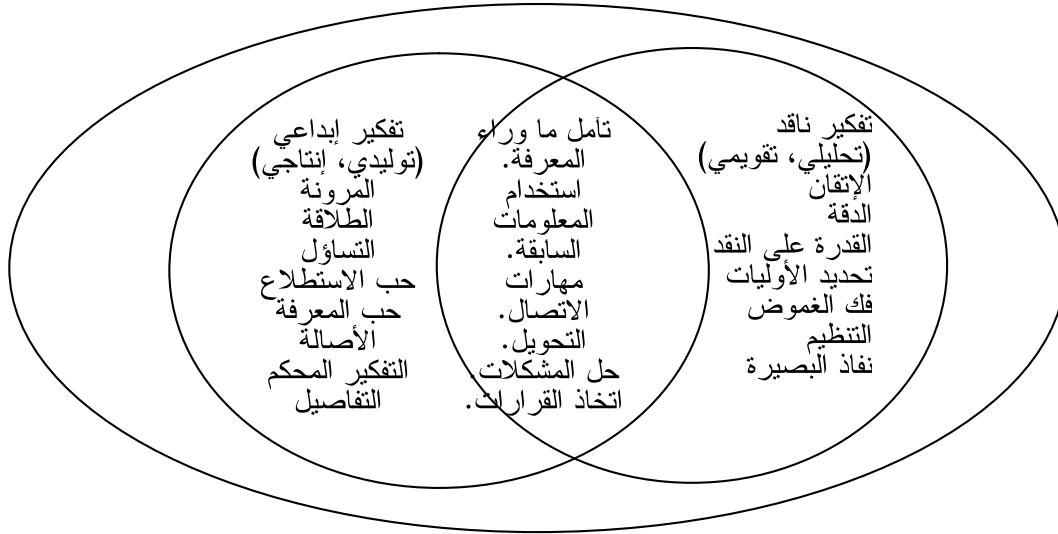 تفكير ناقد
(تحليلي، تقويمي)
الإتقان
الدقة
القدرة على النقد
تحديد الأوليات
فك الغموض
التنظيم
نفاذ البصيرة
تأمل ما وراء
المعرفة.
استخدام
المعلومات
السابقة.
مهارات
الاتصال.
التحويل.
حل المشكلات.
اتخاذ القرارات.
تفكير إبداعي
(توليدي، إنتاجي)
المرونة
الطلاقة
التساؤل
حب الاستطلاع
حب المعرفة
الأصالة
التفكير المحكم
التفاصيل